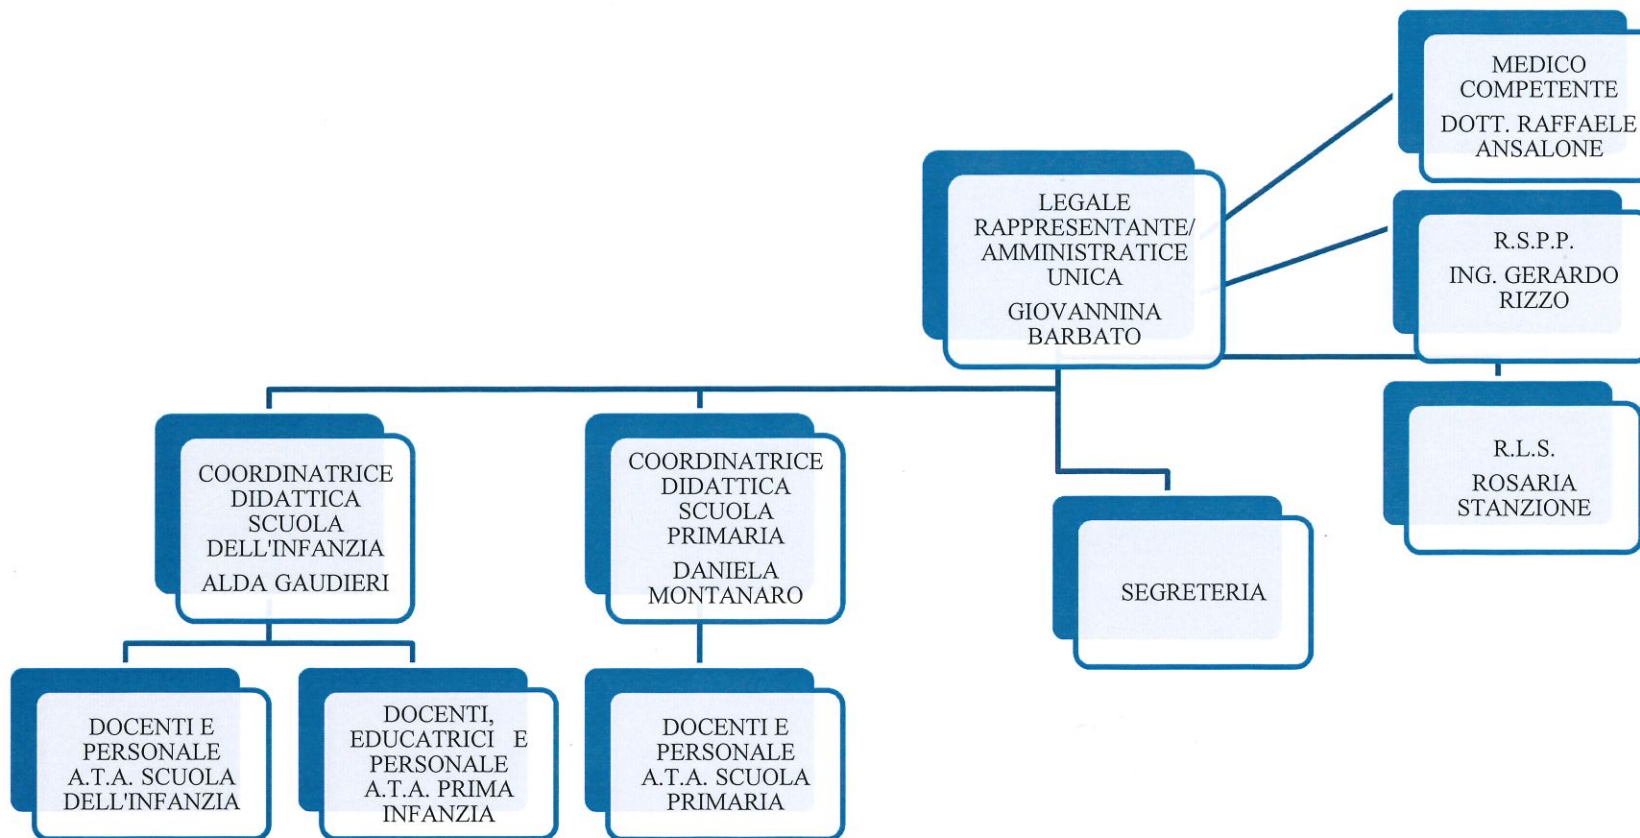 MEDICO
COMPETENTE
DOTT. RAFFAELE
ANSALONE
LEGALE
RAPPRESENTANTE/
AMMINISTRATICE
UNICA
GIOVANNINA
BARBATO
R.S.P.P.
ING. GERARDO
RIZZO
R.L.S.
ROSARIA
STANZIONE
COORDINATRICE
DIDATTICA
SCUOLA
DELL'INFANZIA
ALDA GAUDIERI
COORDINATRICE
DIDATTICA
SCUOLA
PRIMARIA
DANIELA
MONTANARO
SEGRETERIA
DOCENTI E
PERSONALE
A.T.A. SCUOLA
DELL'INFANZIA
DOCENTI,
EDUCATRICI E
PERSONALE
A.T.A. PRIMA
INFANZIA
DOCENTI E
PERSONALE
A.T.A. SCUOLA
PRIMARIA